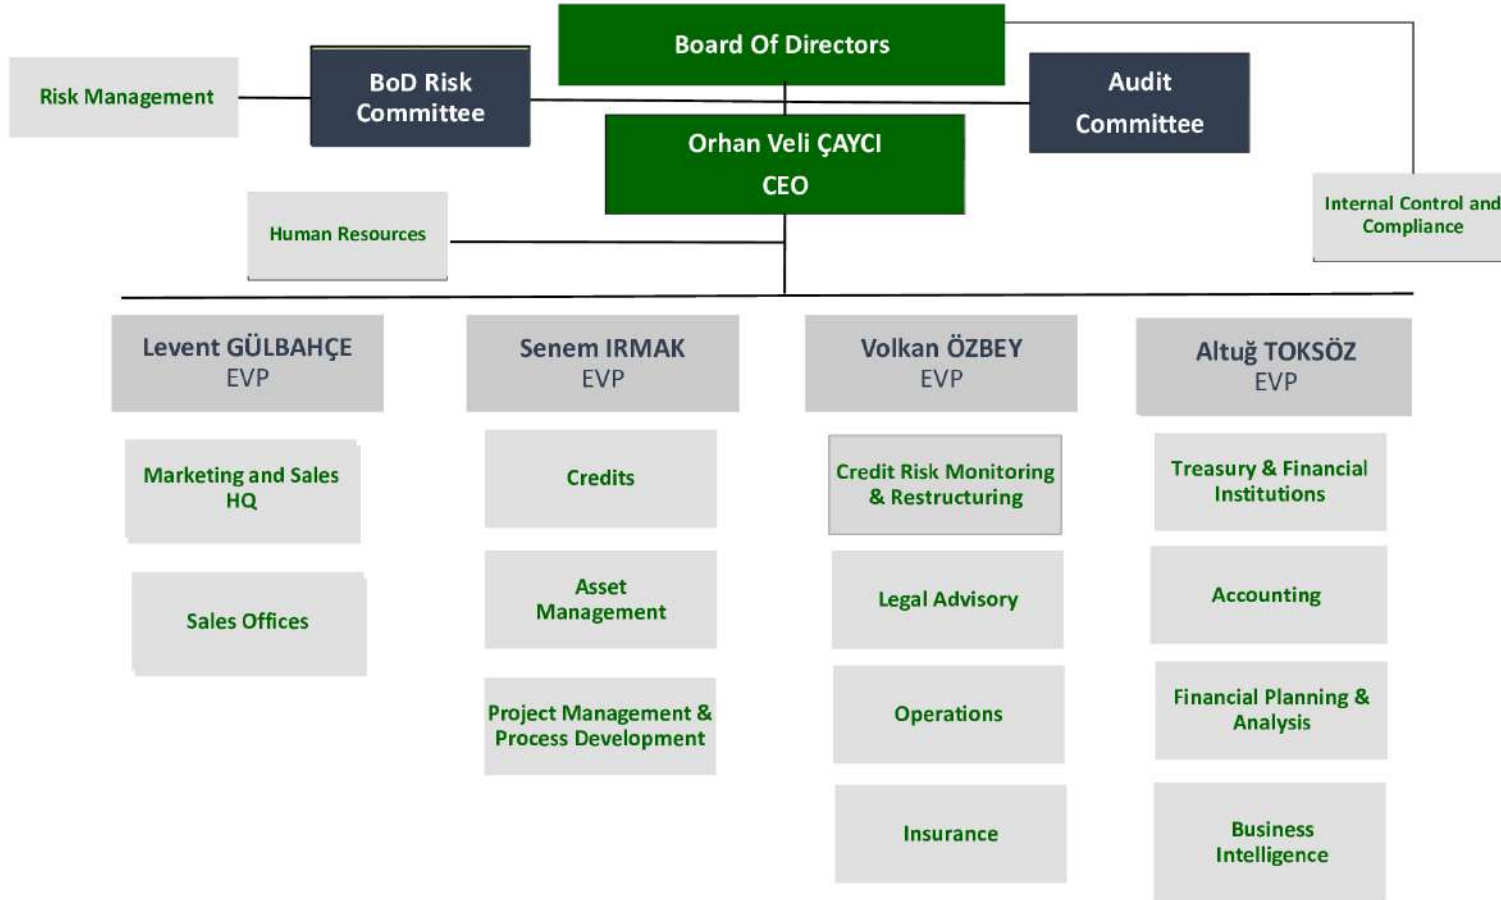 Board Of Directors
Risk Management
BoD Risk
Committee
Audit
Committee
Orhan Veli ÇAYCI
CEO
Internal Control and
Compliance
Human Resources
Levent GÜLBAHÇE
EVP
Senem IRMAK
EVP
Volkan ÖZBEY
EVP
Altuğ TOKSÖZ
EVP
Marketing and Sales
HQ
Sales Offices
Credits
Asset
Management
Project Management &
Process Development
Credit Risk Monitoring
& Restructuring
Legal Advisory
Operations
Insurance
Treasury & Financial
Institutions
Accounting
Financial Planning &
Analysis
Business
Intelligence